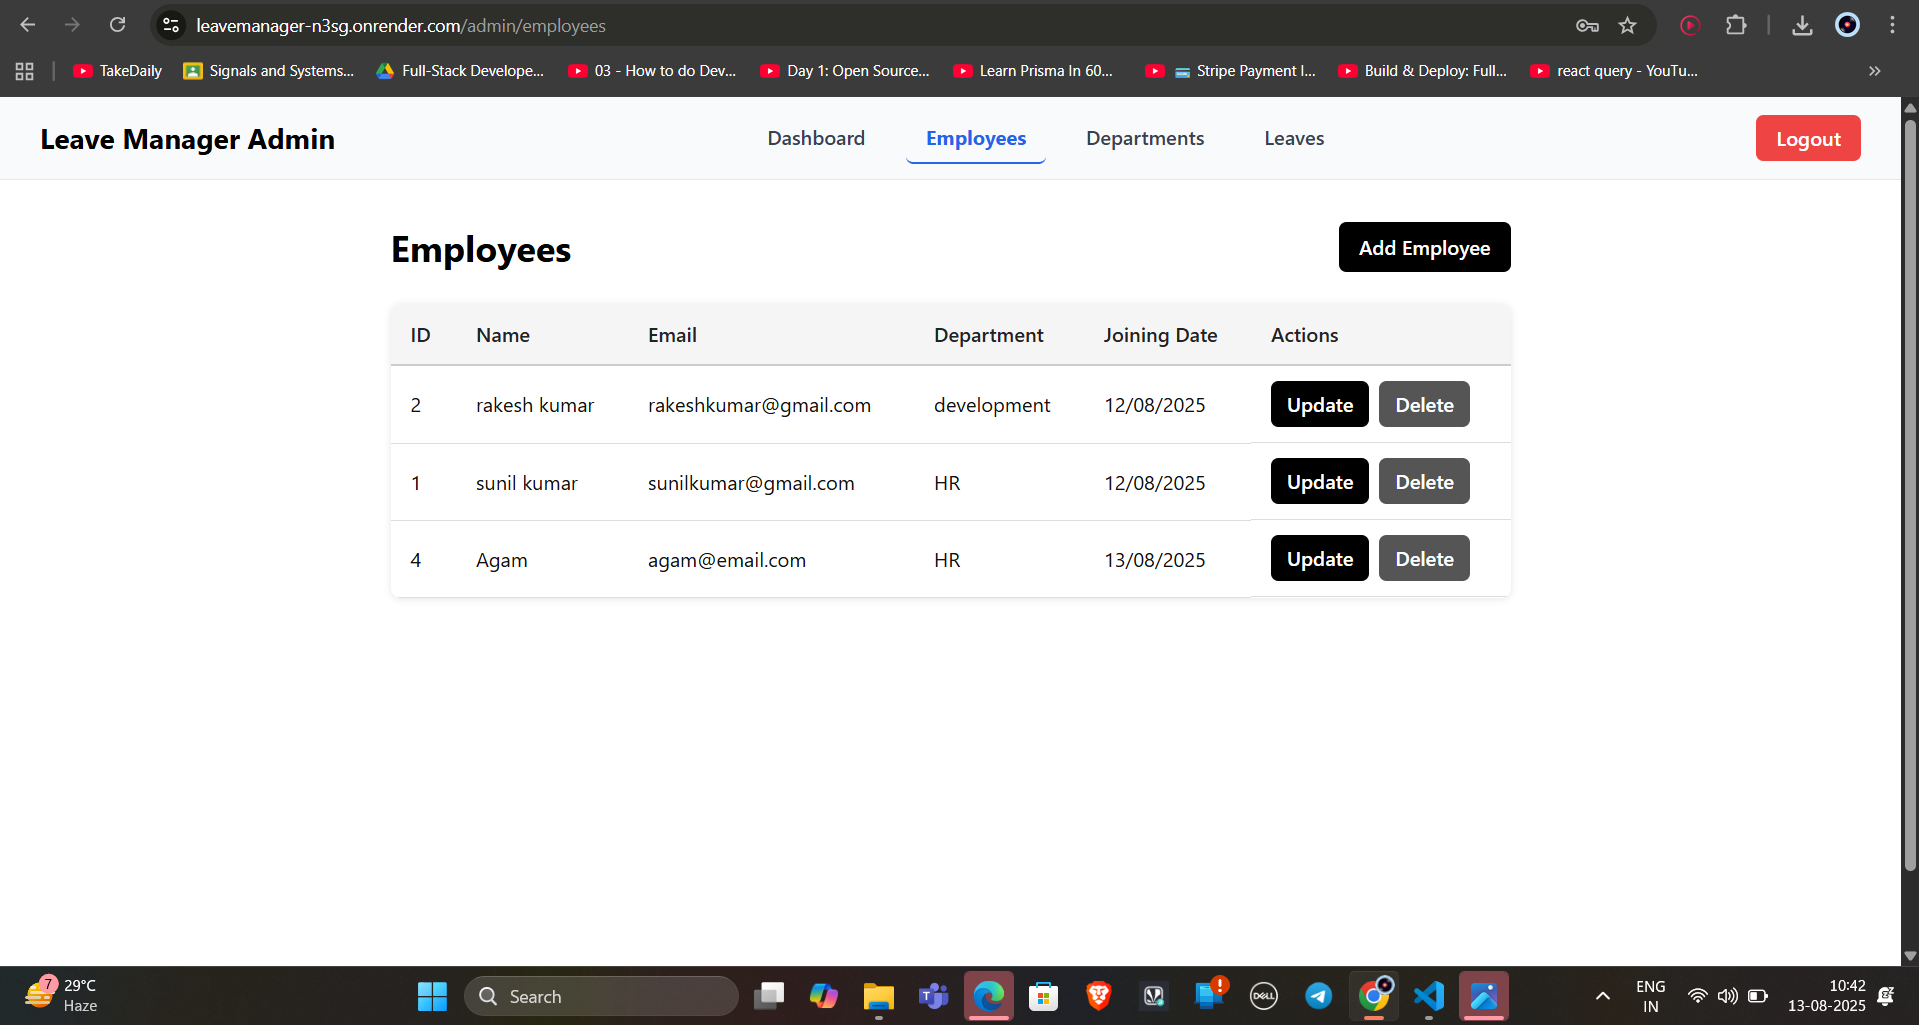 leavemanager-n3sg.onrender.com/admin/employees
TakeDaily Signals and Systems... Full-Stack Develope... 03 - How to do Dev... Day 1: Open Source... Learn Prisma In 60... Stripe Payment I... Build & Deploy: Full... react query - YouTu...
Leave Manager Admin Dashboard Employees Departments Leaves Logout
Employees Add Employee
ID Name Email Department Joining Date Actions
2 rakesh kumar rakeshkumar@gmail.com development 12/08/2025 Update Delete
1 sunil kumar sunilkumar@gmail.com HR 12/08/2025 Update Delete
4 Agam agam@email.com HR 13/08/2025 Update Delete
7 29°C Search ENG 10:42
Haze IN 13-08-2025
DELL